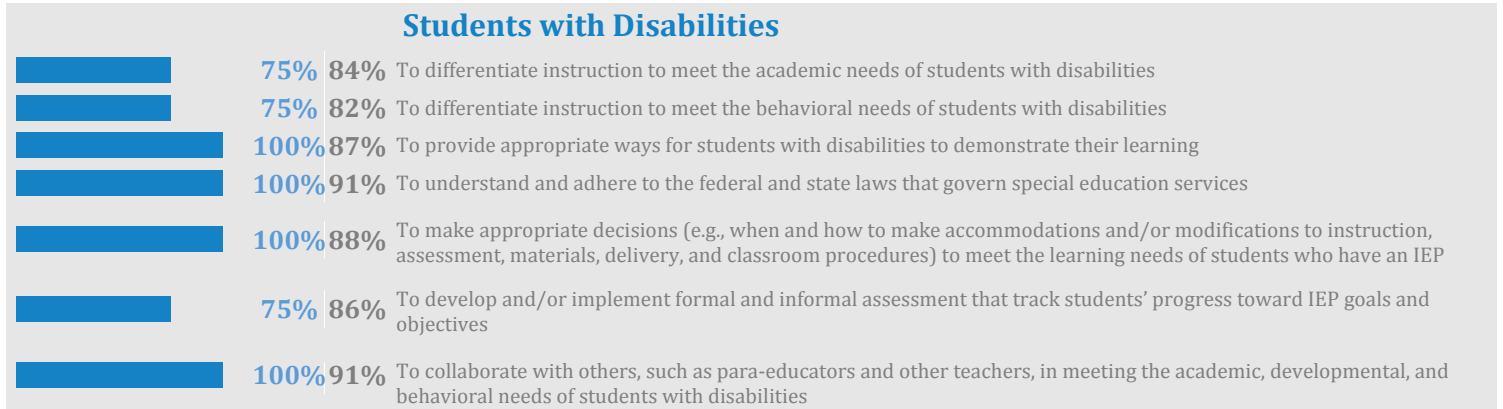 Students with Disabilities
75% 84% To differentiate instruction to meet the academic needs of students with disabilities
75% 82% To differentiate instruction to meet the behavioral needs of students with disabilities
100% 87% To provide appropriate ways for students with disabilities to demonstrate their learning
100% 91% To understand and adhere to the federal and state laws that govern special education services
100% 88% To make appropriate decisions (e.g., when and how to make accommodations and/or modifications to instruction,
assessment, materials, delivery, and classroom procedures) to meet the learning needs of students who have an IEP
75% 86% To develop and/or implement formal and informal assessment that track students’ progress toward IEP goals and
objectives
100% 91% To collaborate with others, such as para-educators and other teachers, in meeting the academic, developmental, and
behavioral needs of students with disabilities